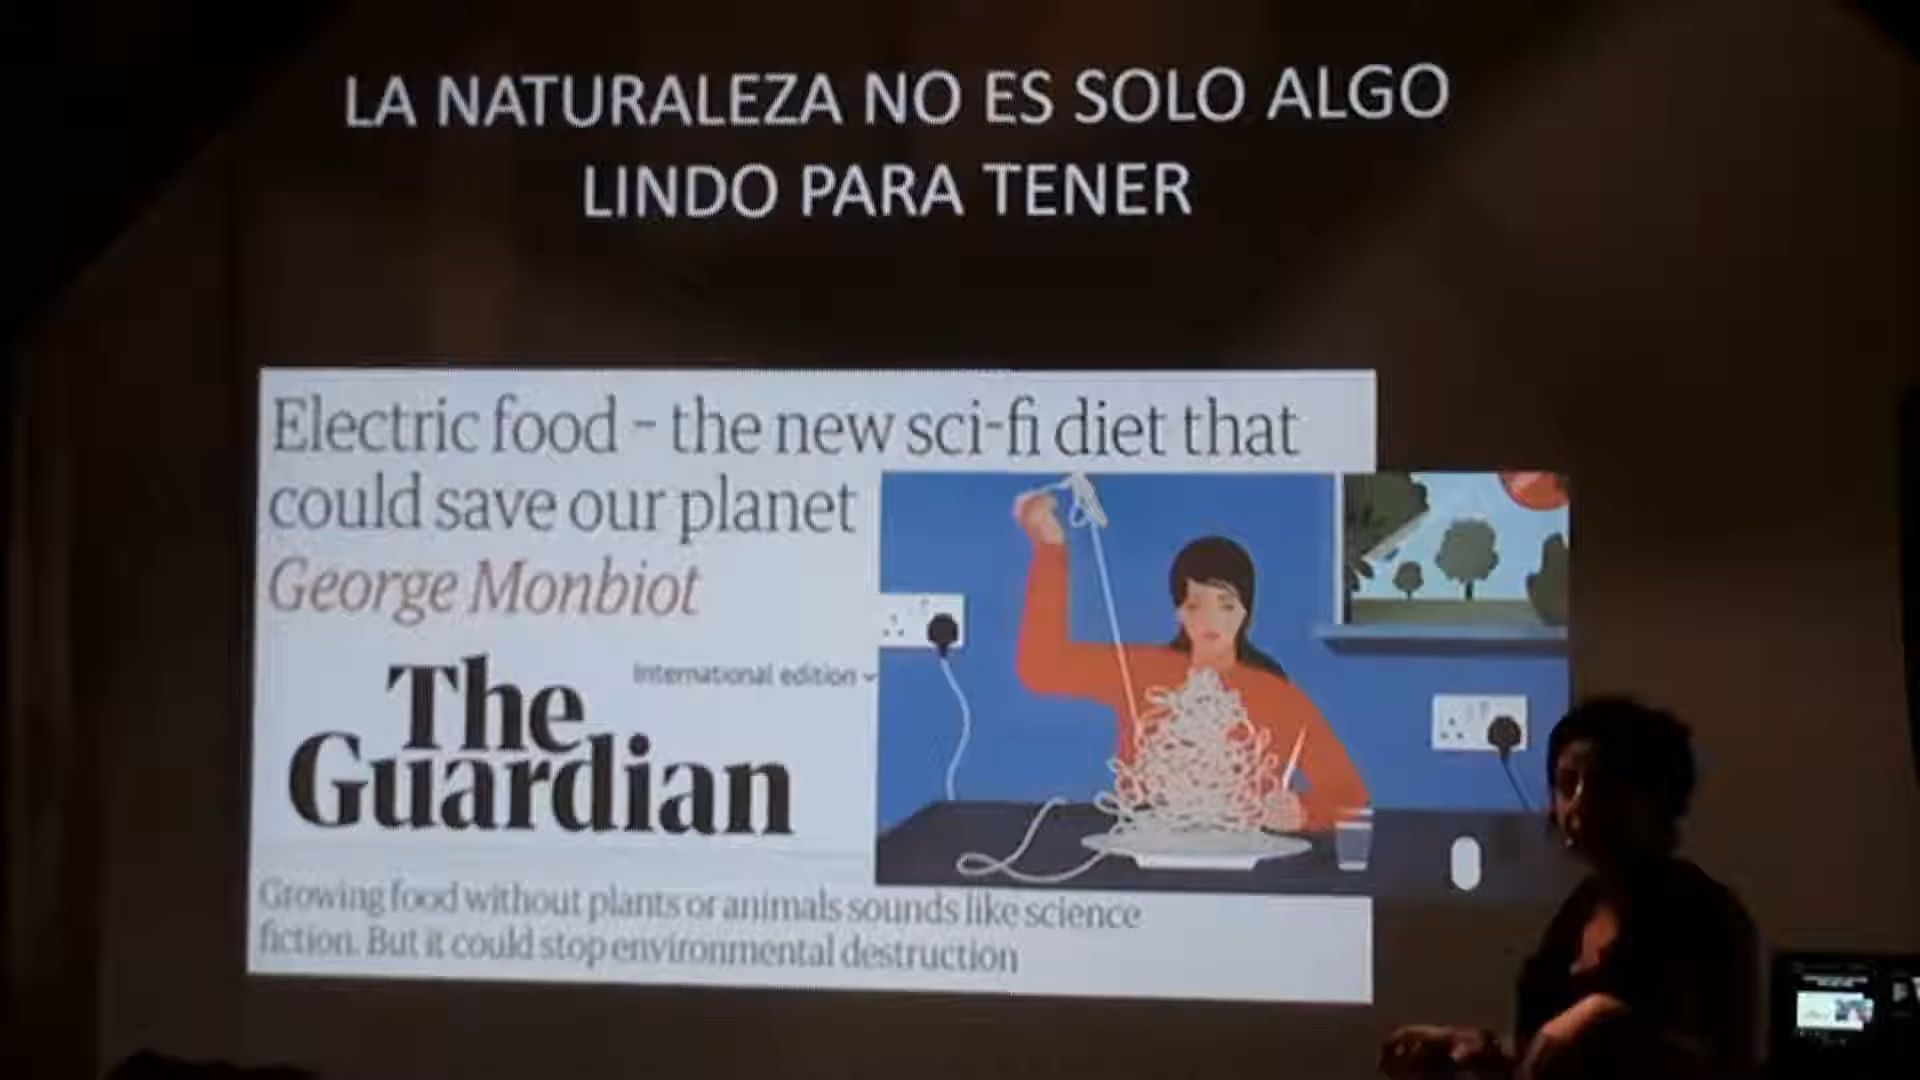 LA NATURALEZA NO ES SOLO ALGO
LINDO PARA TENER
Electric food – the new sci-fi diet that
could save our planet
George Monbiot
International edition
The
Guardian
Growing food without plants or animals sounds like science
fiction. But it could stop environmental destruction